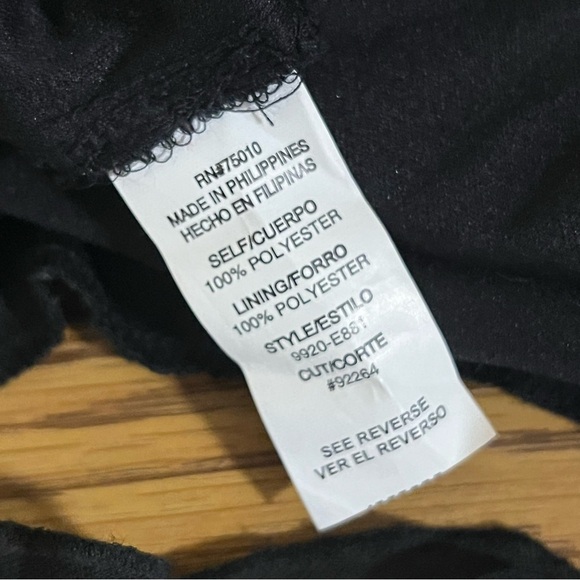 RN#75010
MADE IN PHILIPPINES
HECHO EN FILIPINAS
SELF/CUERPO
100% POLYESTER
LINING/FORRO
100% POLYESTER
STYLE/ESTILO
9920-E881
CUT/CORTE
#92264
SEE REVERSE
VER EL REVERSO